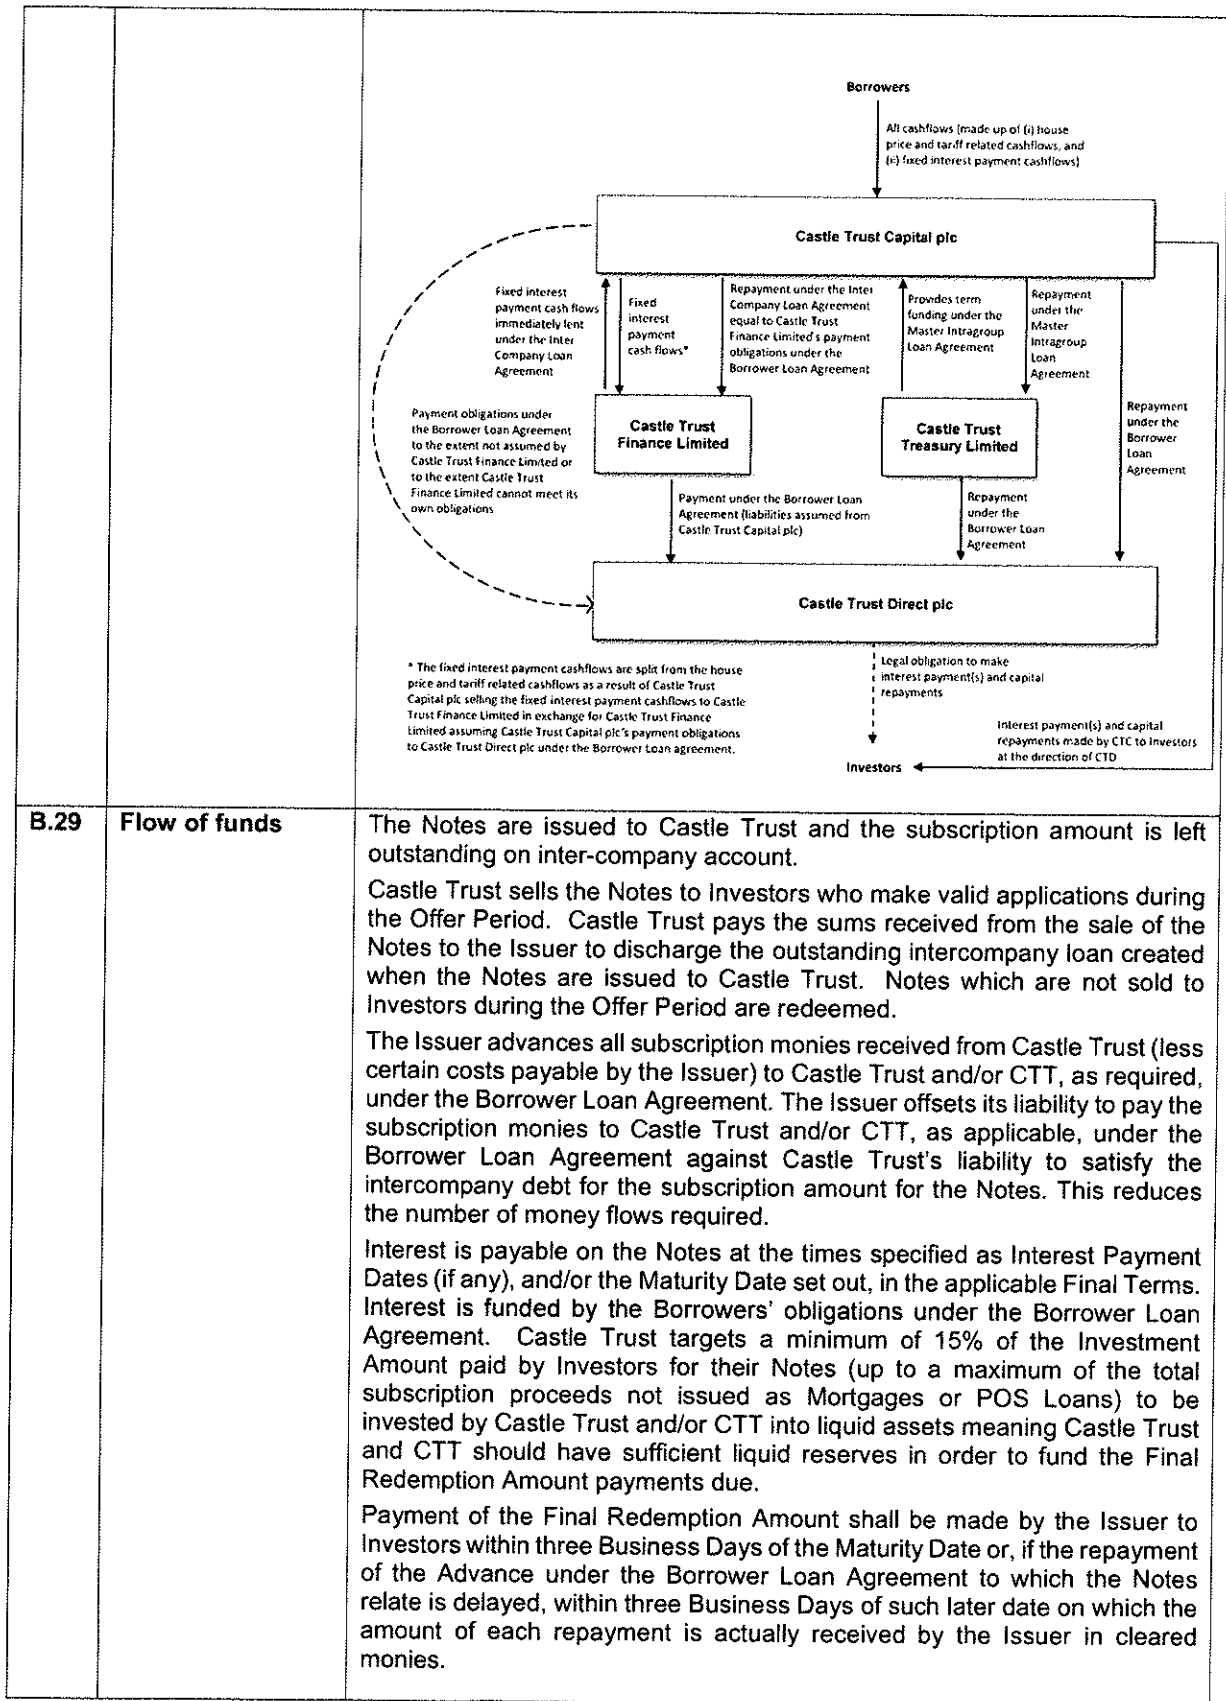 Borrowers
All cashflows (made up of (i) house
price and tariff related cashflows, and
(ii) fixed interest payment cashflows)
Castle Trust Capital plc
Fixed interest
payment cash flows
immediately lent
under the Inter
Company Loan
Agreement
Fixed
interest
payment
cash flows*
Repayment under the Inter
Company Loan Agreement
equal to Castle Trust
Finance Limited's payment
obligations under the
Borrower Loan Agreement
Provides term
funding under the
Master Intragroup
Loan Agreement
Repayment
under the
Master
Intragroup
Loan
Agreement
Payment obligations under
the Borrower Loan Agreement
to the extent not assumed by
Castle Trust Finance Limited or
to the extent Castle Trust
Finance Limited cannot meet its
own obligations
Castle Trust
Finance Limited
Castle Trust
Treasury Limited
Repayment
under the
Borrower
Loan
Agreement
Payment under the Borrower Loan
Agreement (liabilities assumed from
Castle Trust Capital plc)
Repayment
under the
Borrower Loan
Agreement
Castle Trust Direct plc
* The fixed interest payment cashflows are split from the house
price and tariff related cashflows as a result of Castle Trust
Capital plc selling the fixed interest payment cashflows to Castle
Trust Finance Limited in exchange for Castle Trust Finance
Limited assuming Castle Trust Capital plc's payment obligations
to Castle Trust Direct plc under the Borrower Loan agreement.
Legal obligation to make
interest payment(s) and capital
repayments
Interest payment(s) and capital
repayments made by CTC to Investors
at the direction of CTD
Investors
B.29 Flow of funds
The Notes are issued to Castle Trust and the subscription amount is left
outstanding on inter-company account.
Castle Trust sells the Notes to Investors who make valid applications during
the Offer Period. Castle Trust pays the sums received from the sale of the
Notes to the Issuer to discharge the outstanding intercompany loan created
when the Notes are issued to Castle Trust. Notes which are not sold to
Investors during the Offer Period are redeemed.
The Issuer advances all subscription monies received from Castle Trust (less
certain costs payable by the Issuer) to Castle Trust and/or CTT, as required,
under the Borrower Loan Agreement. The Issuer offsets its liability to pay the
subscription monies to Castle Trust and/or CTT, as applicable, under the
Borrower Loan Agreement against Castle Trust's liability to satisfy the
intercompany debt for the subscription amount for the Notes. This reduces
the number of money flows required.
Interest is payable on the Notes at the times specified as Interest Payment
Dates (if any), and/or the Maturity Date set out, in the applicable Final Terms.
Interest is funded by the Borrowers' obligations under the Borrower Loan
Agreement. Castle Trust targets a minimum of 15% of the Investment
Amount paid by Investors for their Notes (up to a maximum of the total
subscription proceeds not issued as Mortgages or POS Loans) to be
invested by Castle Trust and/or CTT into liquid assets meaning Castle Trust
and CTT should have sufficient liquid reserves in order to fund the Final
Redemption Amount payments due.
Payment of the Final Redemption Amount shall be made by the Issuer to
Investors within three Business Days of the Maturity Date or, if the repayment
of the Advance under the Borrower Loan Agreement to which the Notes
relate is delayed, within three Business Days of such later date on which the
amount of each repayment is actually received by the Issuer in cleared
monies.